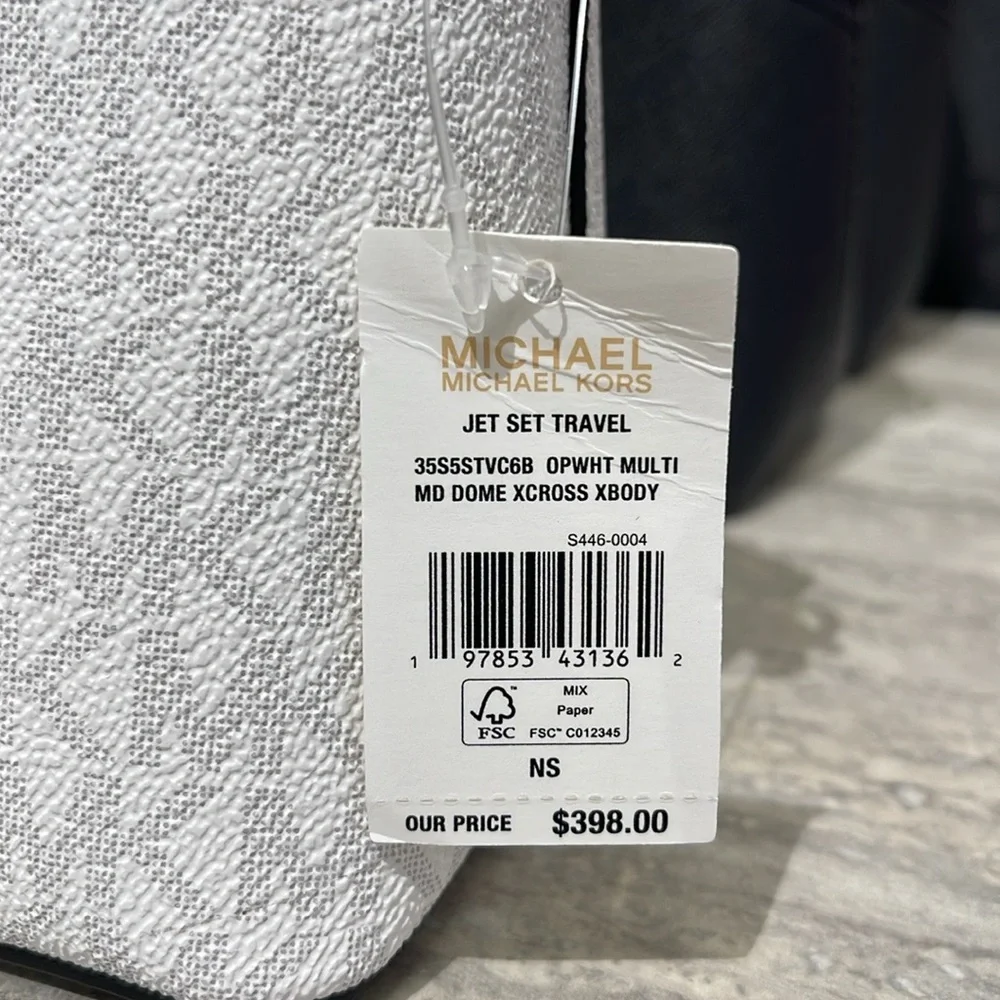 MICHAEL
MICHAEL KORS
JET SET TRAVEL
35S5STVC6B OPWHT MULTI
MD DOME XCROSS XBODY
S446-0004
1 97853 43136 2
FSC™
MIX
Paper
FSC™ C012345
NS
OUR PRICE $398.00